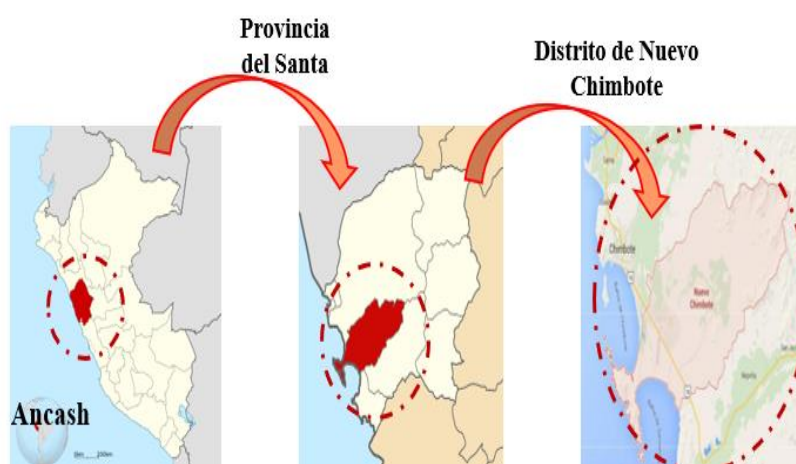 Provincia
del Santa
Distrito de Nuevo
Chimbote
Ancash
Chimbote
Nuevo
Chimbote